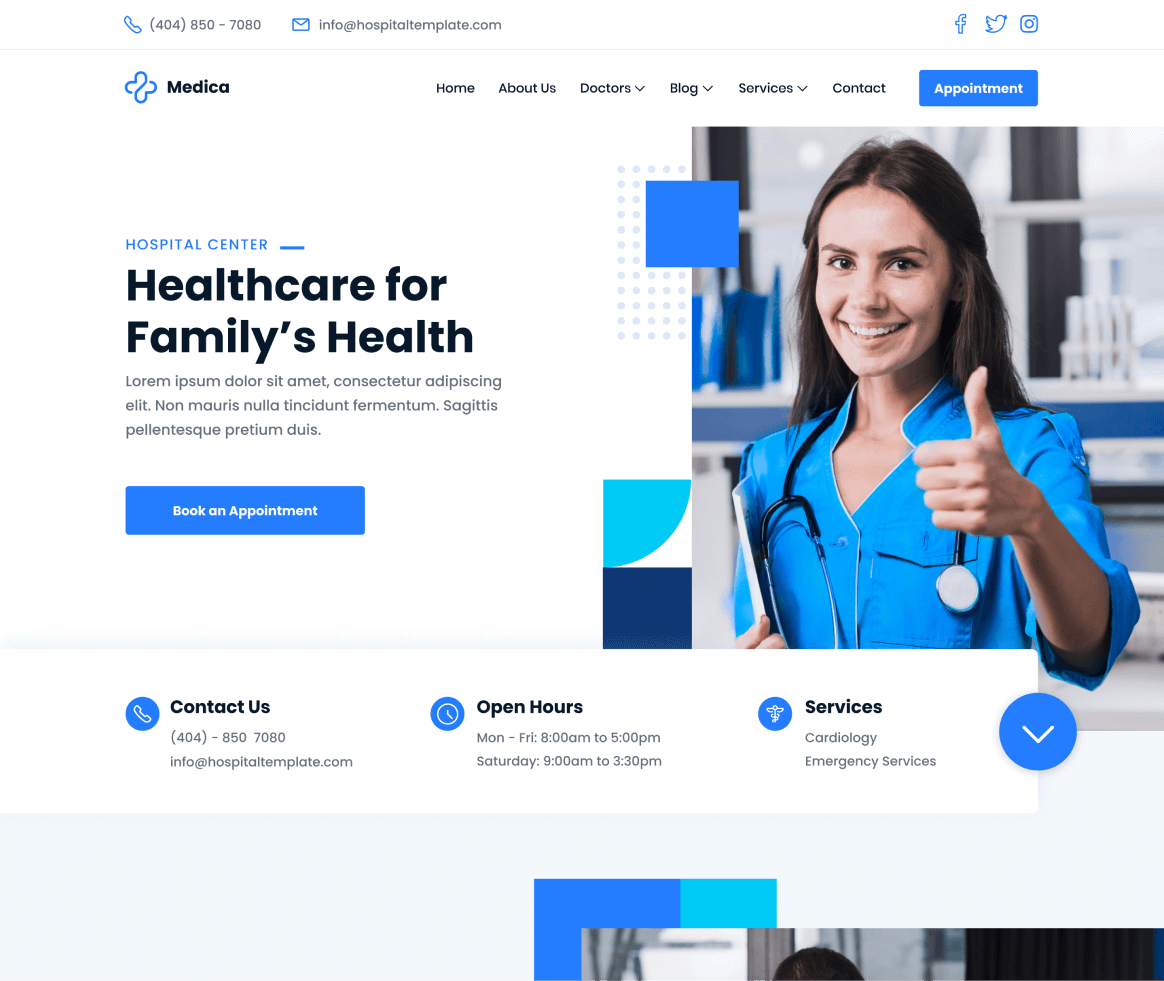 (404) 850 - 7080
info@hospitaltemplate.com
Medica
Home
About Us
Doctors
Blog
Services
Contact
Appointment
HOSPITAL CENTER
Healthcare for
Family’s Health
Lorem ipsum dolor sit amet, consectetur adipiscing
elit. Non mauris nulla tincidunt fermentum. Sagittis
pellentesque pretium duis.
Book an Appointment
Contact Us
(404) - 850  7080
info@hospitaltemplate.com
Open Hours
Mon - Fri: 8:00am to 5:00pm
Saturday: 9:00am to 3:30pm
Services
Cardiology
Emergency Services